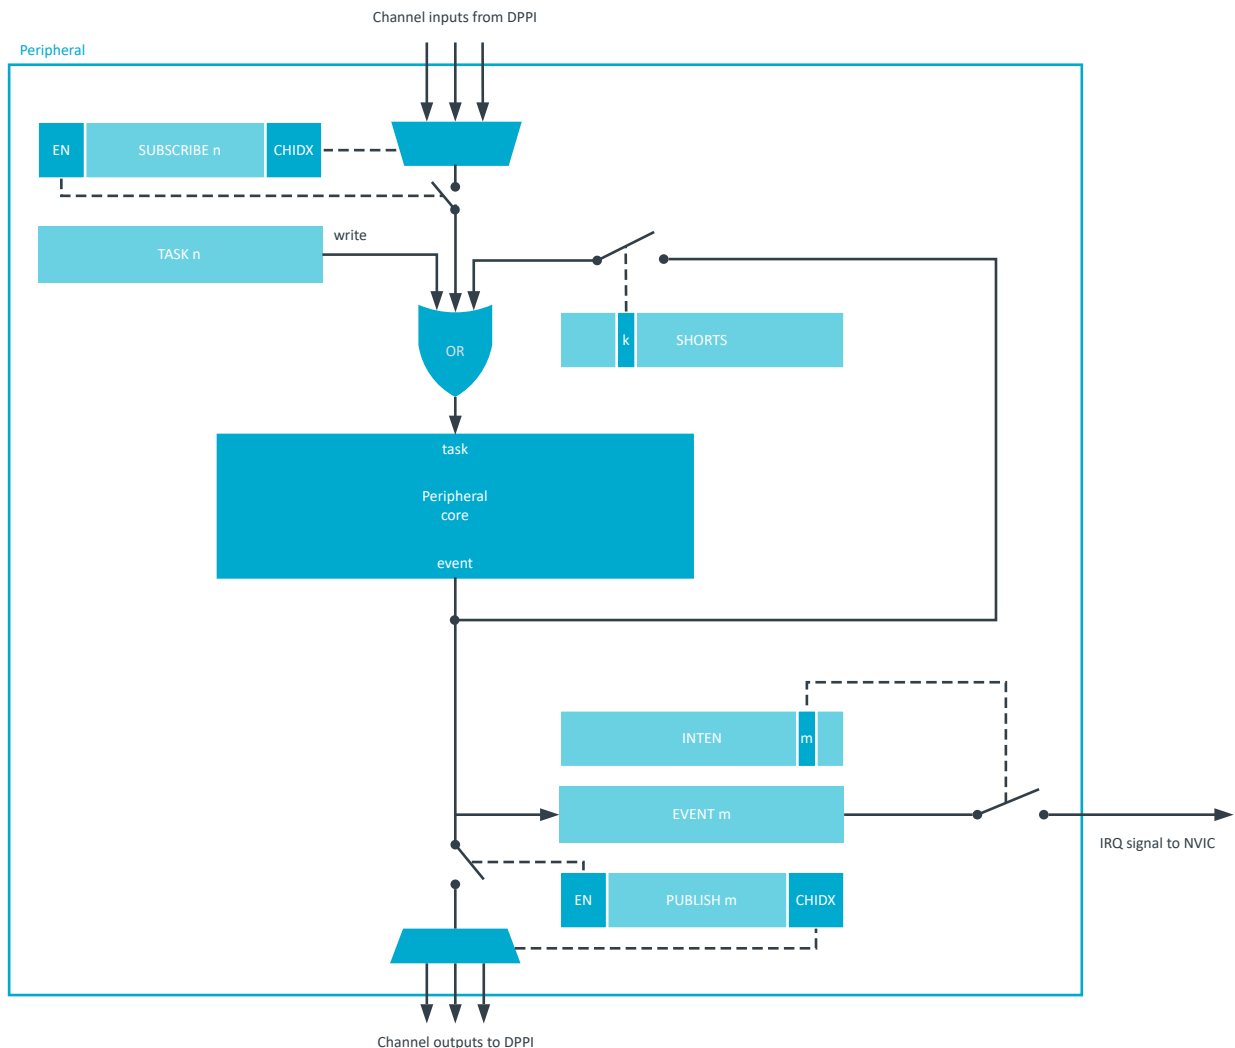 Channel inputs from DPPI
Peripheral
EN
SUBSCRIBE n
CHIDX
write
TASK n
k
SHORTS
OR
task
Peripheral
core
event
INTEN
m
EVENT m
IRQ signal to NVIC
EN
PUBLISH m
CHIDX
Channel outputs to DPPI